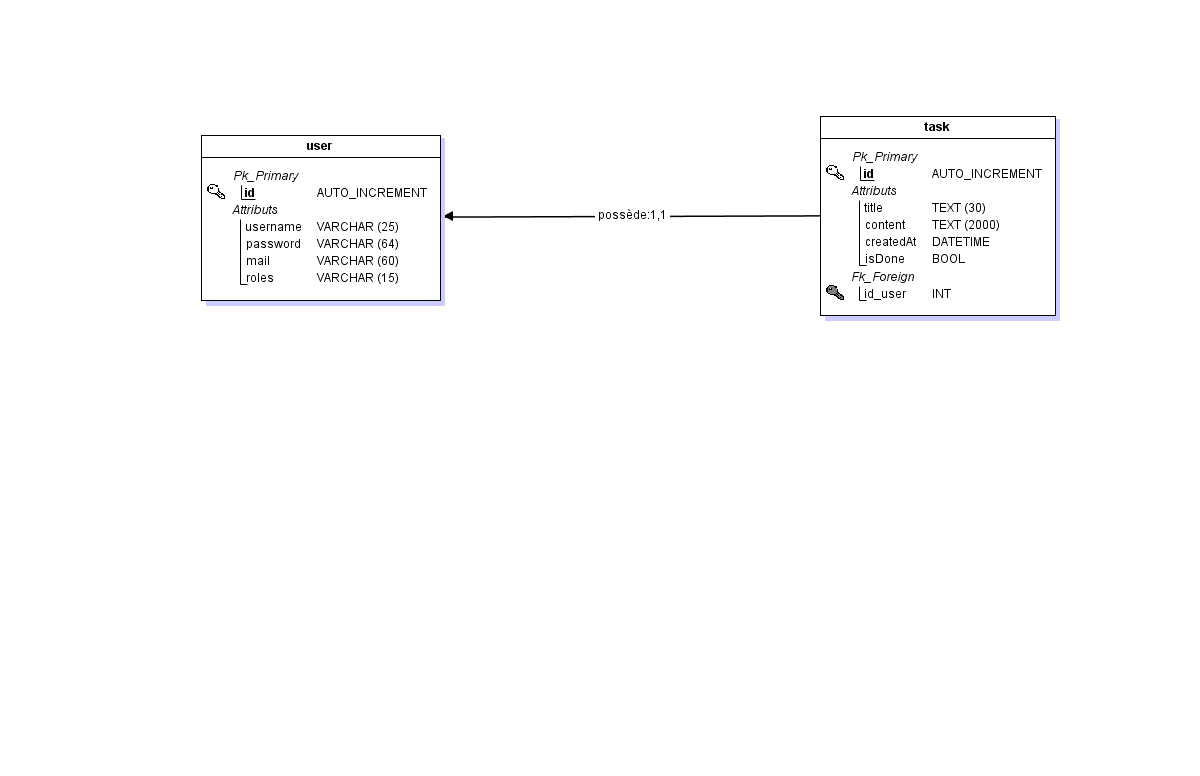 user
Pk_Primary
id AUTO_INCREMENT
Attributs
username VARCHAR (25)
password VARCHAR (64)
mail VARCHAR (60)
roles VARCHAR (15)
possède:1,1
task
Pk_Primary
id AUTO_INCREMENT
Attributs
title TEXT (30)
content TEXT (2000)
createdAt DATETIME
isDone BOOL
Fk_Foreign
id_user INT